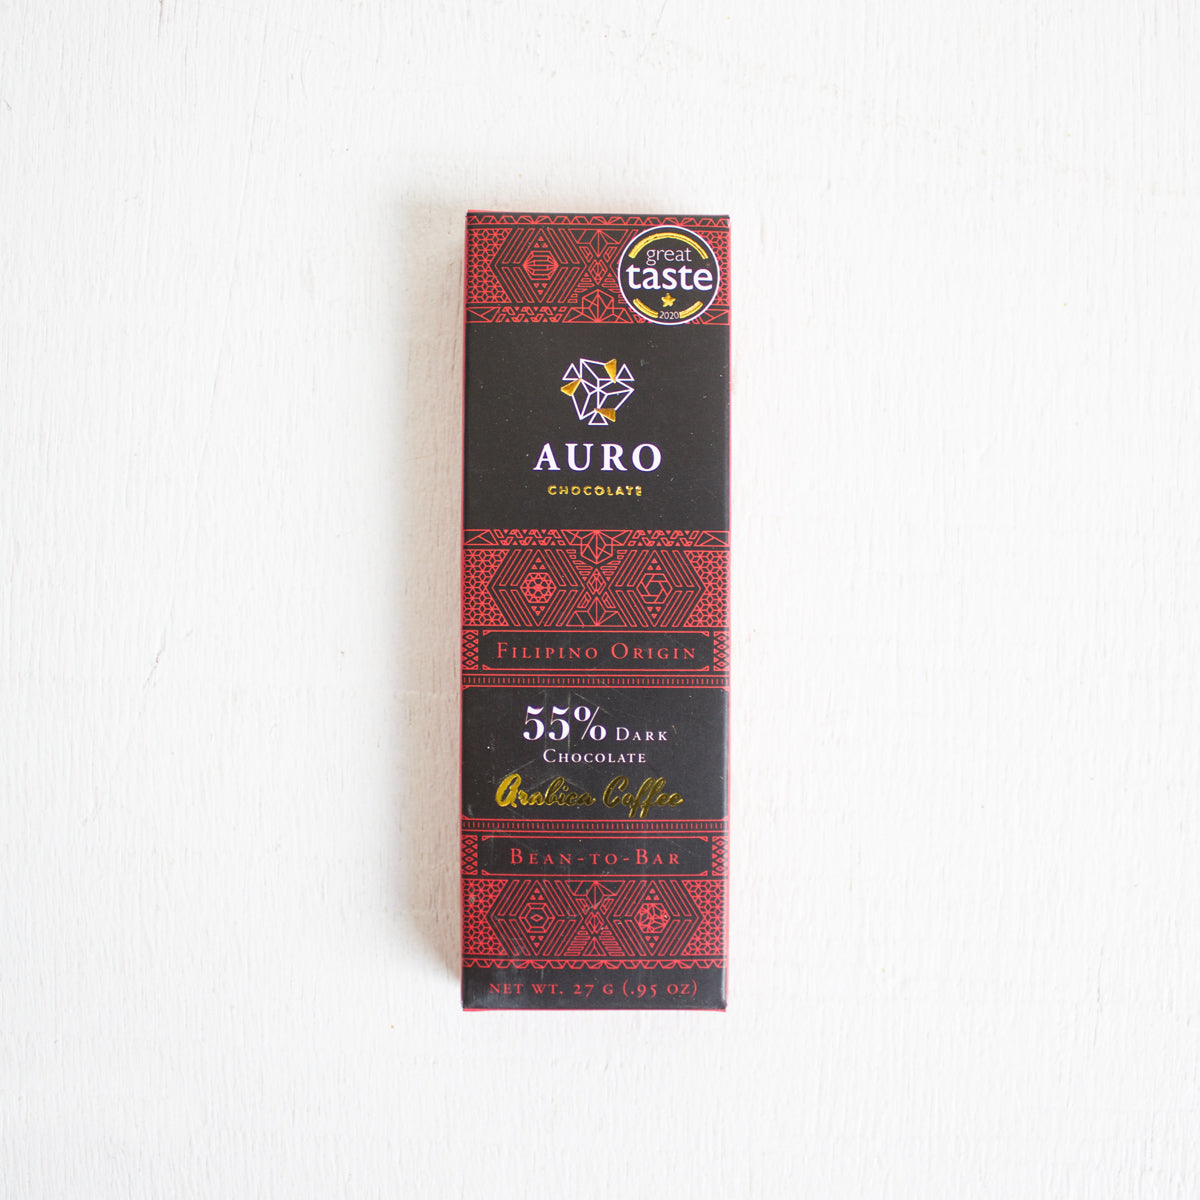 great
taste
2020
AURO
CHOCOLATE
FILIPINO ORIGIN
55% DARK
CHOCOLATE
Arabica Coffee
BEAN-TO-BAR
NET WT. 27 G (.95 OZ)